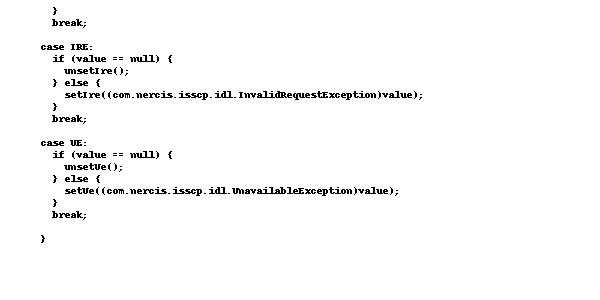 }
break;
case IRE:
if (value == null) {
unsetIre();
} else {
setIre((com.nercis.isscp.idl.InvalidRequestException)value);
}
break;
case UE:
if (value == null) {
unsetUe();
} else {
setUe((com.nercis.isscp.idl.UnavailableException)value);
}
break;
}